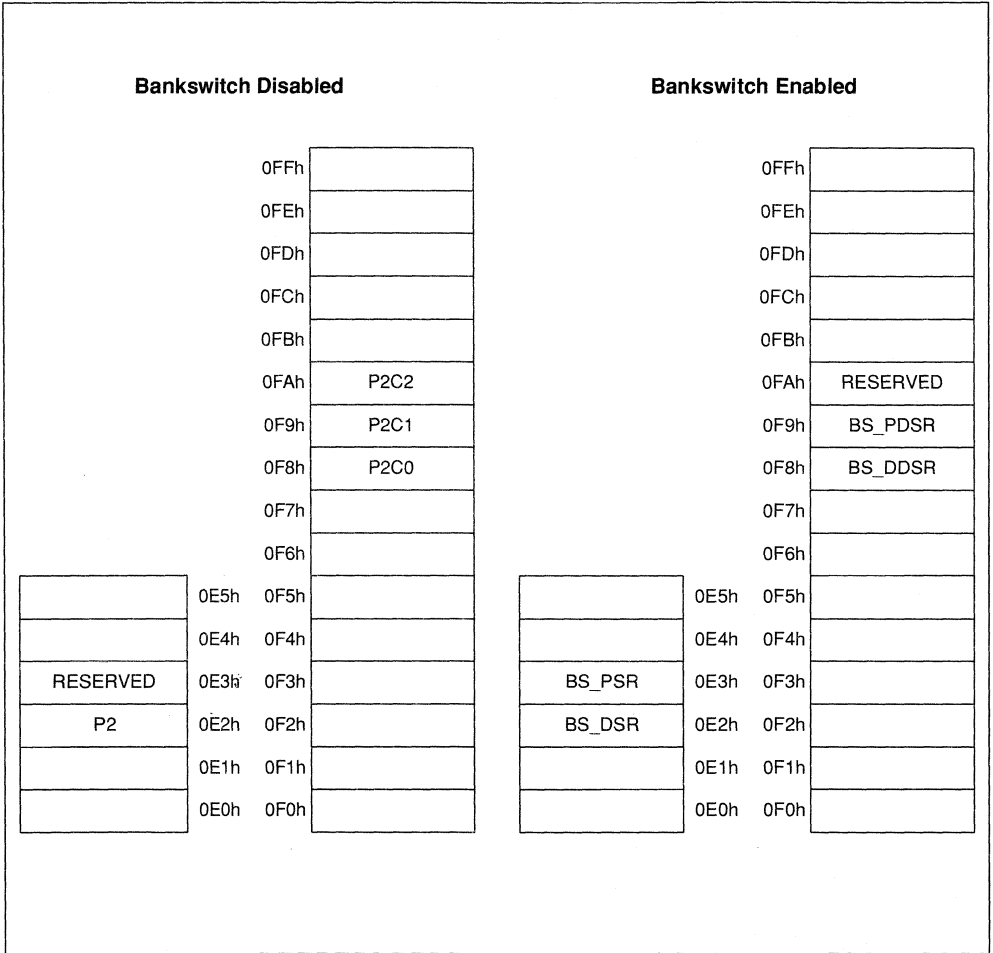 Bankswitch Disabled Bankswitch Enabled
0FFh 0FFh
0FEh 0FEh
0FDh 0FDh
0FCh 0FCh
0FBh 0FBh
0FAh P2C2 0FAh RESERVED
0F9h P2C1 0F9h BS_PDSR
0F8h P2C0 0F8h BS_DDSR
0F7h 0F7h
0F6h 0F6h
0E5h 0F5h 0E5h 0F5h
0E4h 0F4h 0E4h 0F4h
RESERVED 0E3h 0F3h BS_PSR 0E3h 0F3h
P2 0E2h 0F2h BS_DSR 0E2h 0F2h
0E1h 0F1h 0E1h 0F1h
0E0h 0F0h 0E0h 0F0h